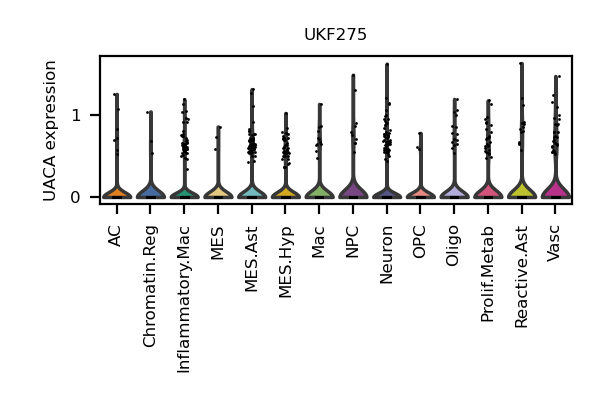 UKF275
UACA expression
1
0
AC
Chromatin.Reg
Inflammatory.Mac
MES
MES.Ast
MES.Hyp
Mac
NPC
Neuron
OPC
Oligo
Prolif.Metab
Reactive.Ast
Vasc